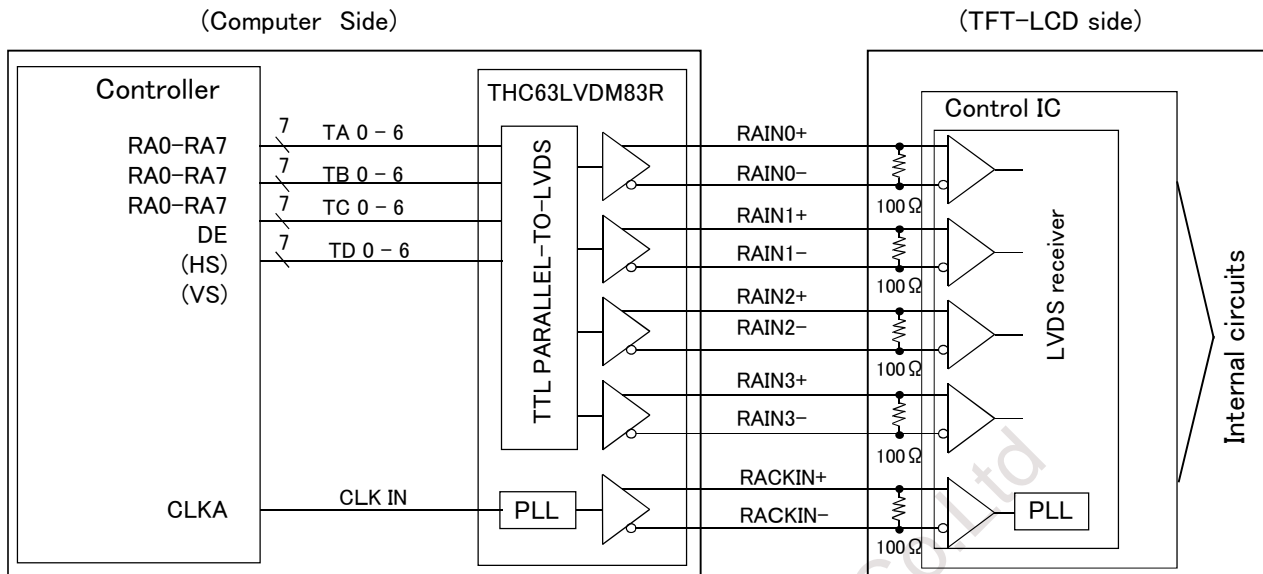 (Computer Side)
(TFT-LCD side)
Controller
THC63LVDM83R
Control IC
RA0-RA7
7
TA 0 - 6
RA0-RA7
7
TB 0 - 6
RA0-RA7
7
TC 0 - 6
DE
7
TD 0 - 6
(HS)
(VS)
TTL PARALLEL-TO-LVDS
RAIN0+
RAIN0-
100Ω
RAIN1+
RAIN1-
100Ω
RAIN2+
RAIN2-
100Ω
RAIN3+
RAIN3-
100Ω
LVDS receiver
Internal circuits
CLKA
CLK IN
PLL
RACKIN+
RACKIN-
100Ω
PLL
Co.Ltd